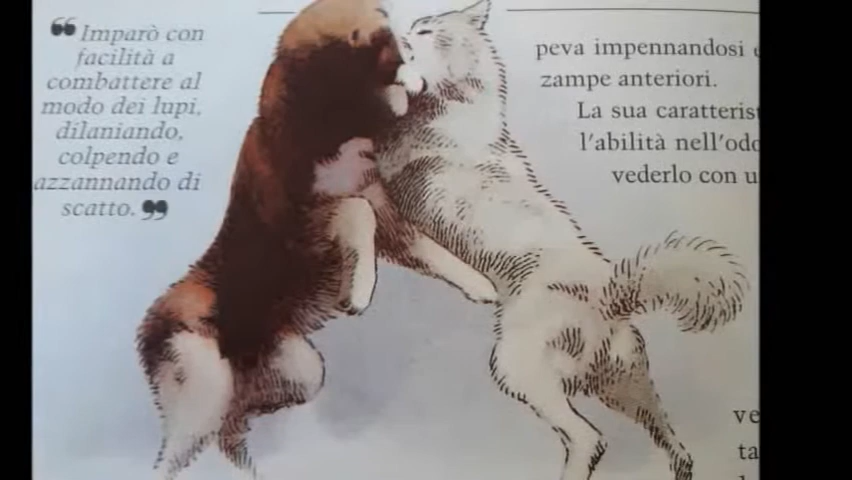 ❝ Imparò con
facilità a
combattere al
modo dei lupi,
dilaniando,
colpendo e
azzannando di
scatto. ❞
peva impennandosi
zampe anteriori.
La sua caratterist
l'abilità nell'odo
vederlo con u
ve
ta